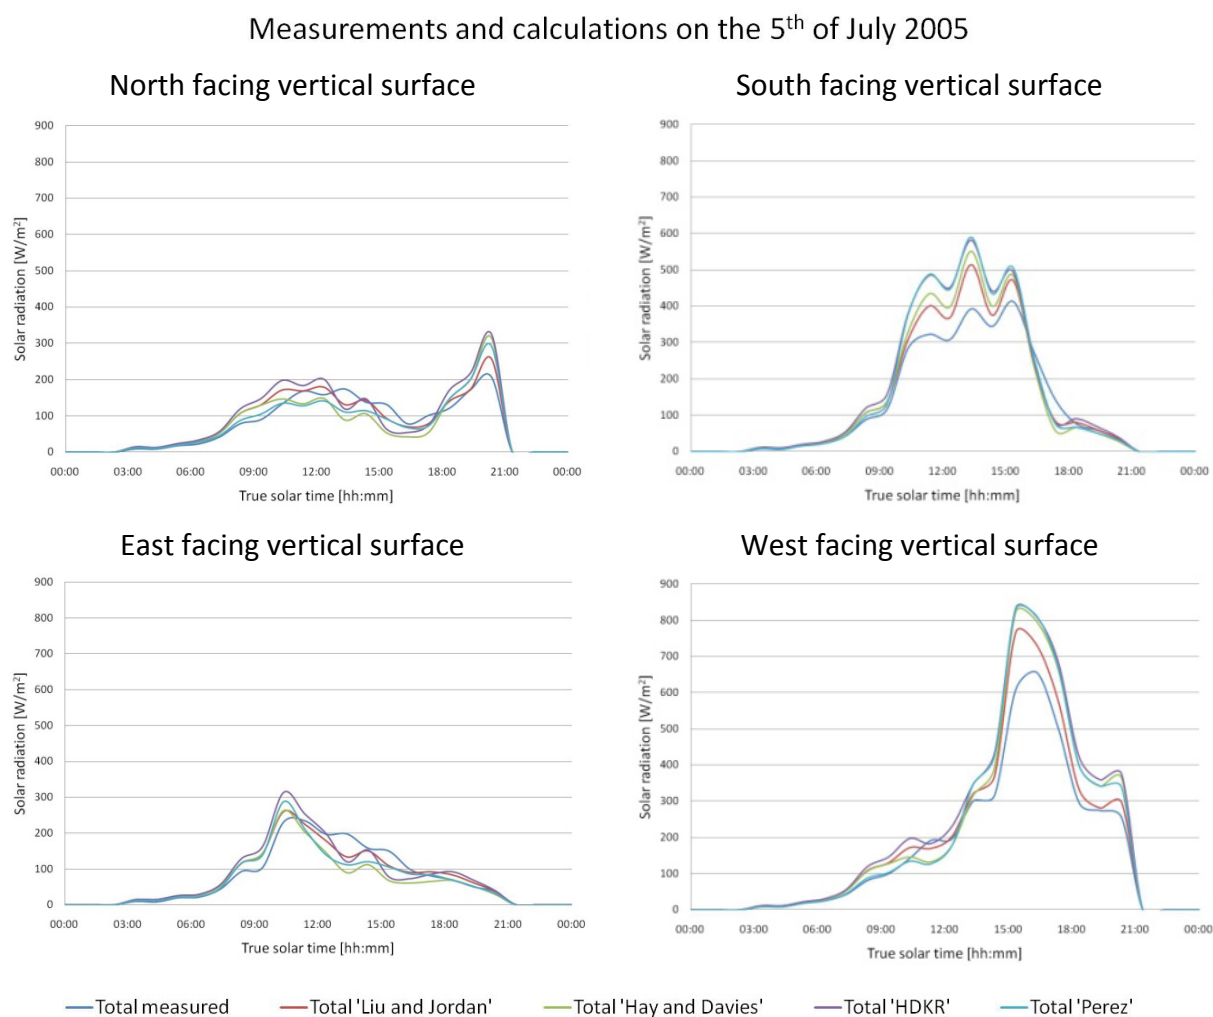 Measurements and calculations on the 5th of July 2005
North facing vertical surface
900
800
700
600
500
400
300
200
100
0
Solar radiation [W/m²]
00:00 03:00 06:00 09:00 12:00 15:00 18:00 21:00 00:00
True solar time [hh:mm]
South facing vertical surface
900
800
700
600
500
400
300
200
100
0
Solar radiation [W/m²]
00:00 03:00 06:00 09:00 12:00 15:00 18:00 21:00 00:00
True solar time [hh:mm]
East facing vertical surface
900
800
700
600
500
400
300
200
100
0
Solar radiation [W/m²]
00:00 03:00 06:00 09:00 12:00 15:00 18:00 21:00 00:00
True solar time [hh:mm]
West facing vertical surface
900
800
700
600
500
400
300
200
100
0
Solar radiation [W/m²]
00:00 03:00 06:00 09:00 12:00 15:00 18:00 21:00 00:00
True solar time [hh:mm]
Total measured Total 'Liu and Jordan' Total 'Hay and Davies' Total 'HDKR' Total 'Perez'